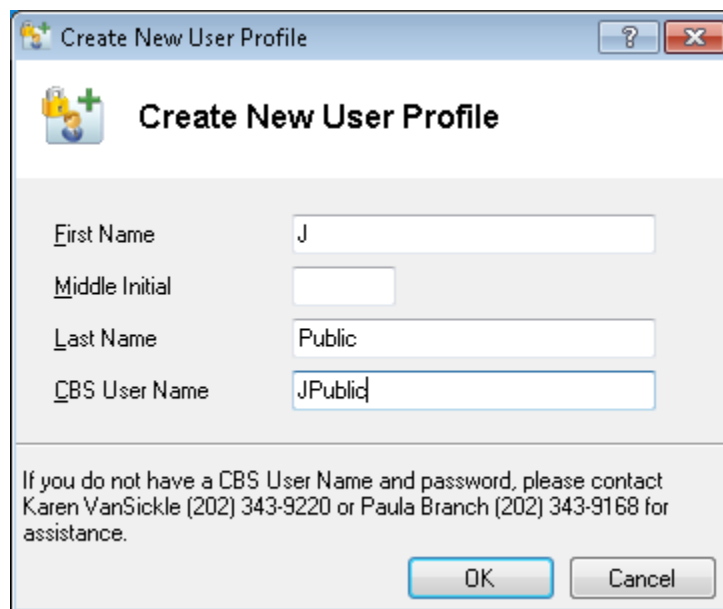 Create New User Profile
Create New User Profile
First Name
J
Middle Initial
Last Name
Public
CBS User Name
JPublic
If you do not have a CBS User Name and password, please contact
Karen VanSickle (202) 343-9220 or Paula Branch (202) 343-9168 for
assistance.
OK
Cancel